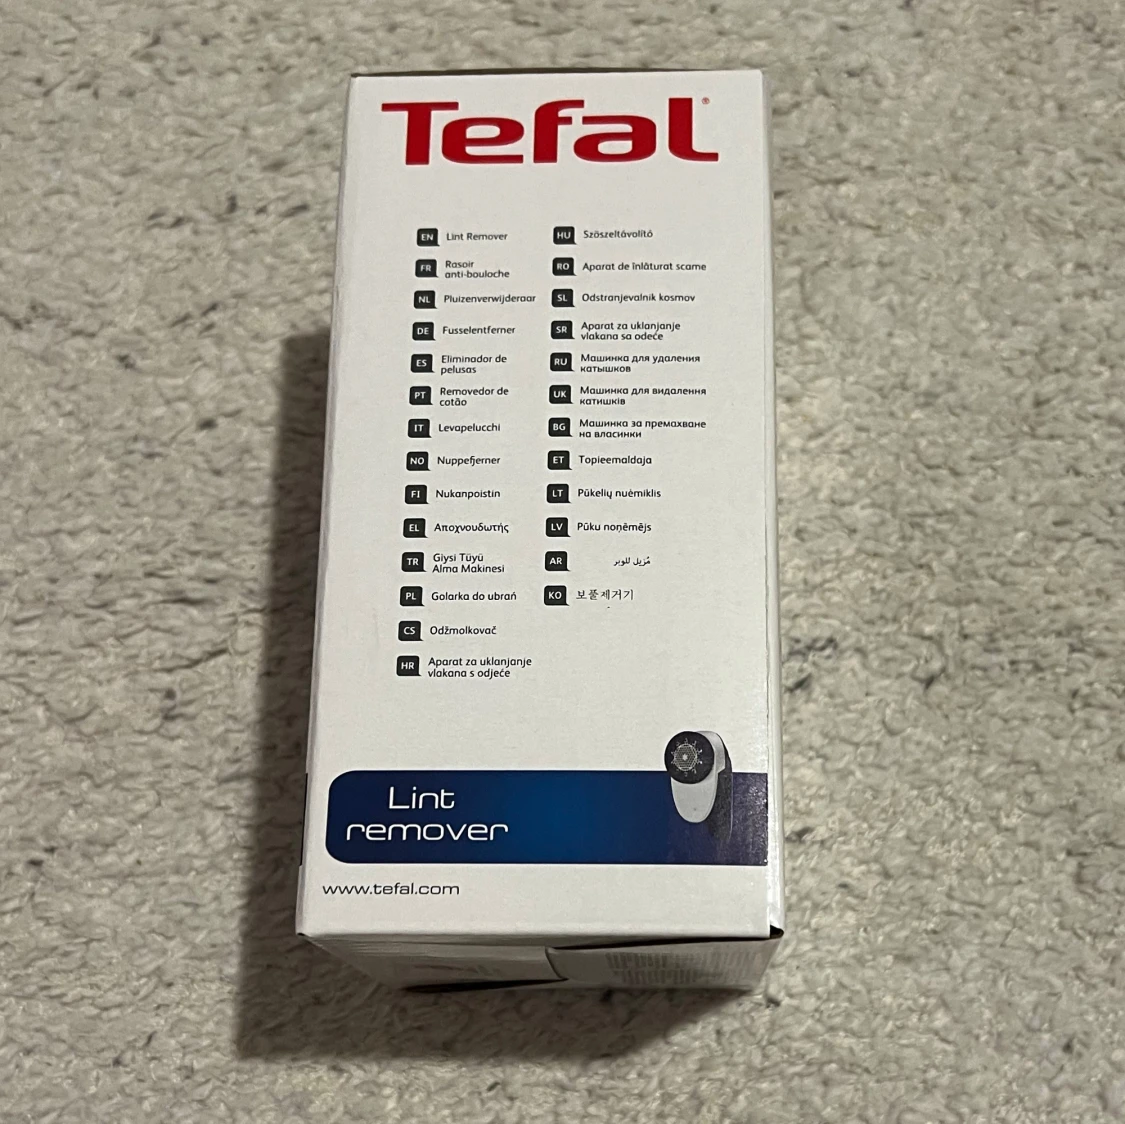 Tefal®
EN Lint Remover
FR Rasoir
anti-bouloche
NL Pluizenverwijderaar
DE Fusselentferner
ES Eliminador de
pelusas
PT Removedor de
cotão
IT Levapelucchi
NO Nuppefjerner
FI Nukanpoistin
EL Αποχνουδωτής
TR Giysi Tüyü
Alma Makinesi
PL Golarka do ubrań
CS Odžmolkovač
HR Aparat za uklanjanje
vlakana s odjeće
HU Szöszeltávolító
RO Aparat de înlăturat scame
SL Odstranjevalnik kosmov
SR Aparat za uklanjanje
vlakana sa odeće
RU Машинка для удаления
катышков
UK Машинка для видалення
катишків
BG Машинка за премахване
на власинки
ET Topieemaldaja
LT Pūkelių nuėmiklis
LV Pūku noņēmējs
AR مُزيل للوبر
KO 보풀제거기
Lint
remover
www.tefal.com